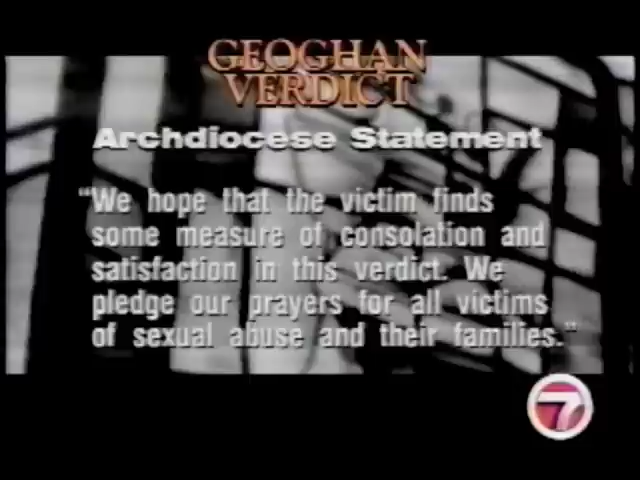 GEOGHAN
VERDICT
Archdiocese Statement
"We hope that the victim finds
some measure of consolation and
satisfaction in this verdict. We
pledge our prayers for all victims
of sexual abuse and their families."
7